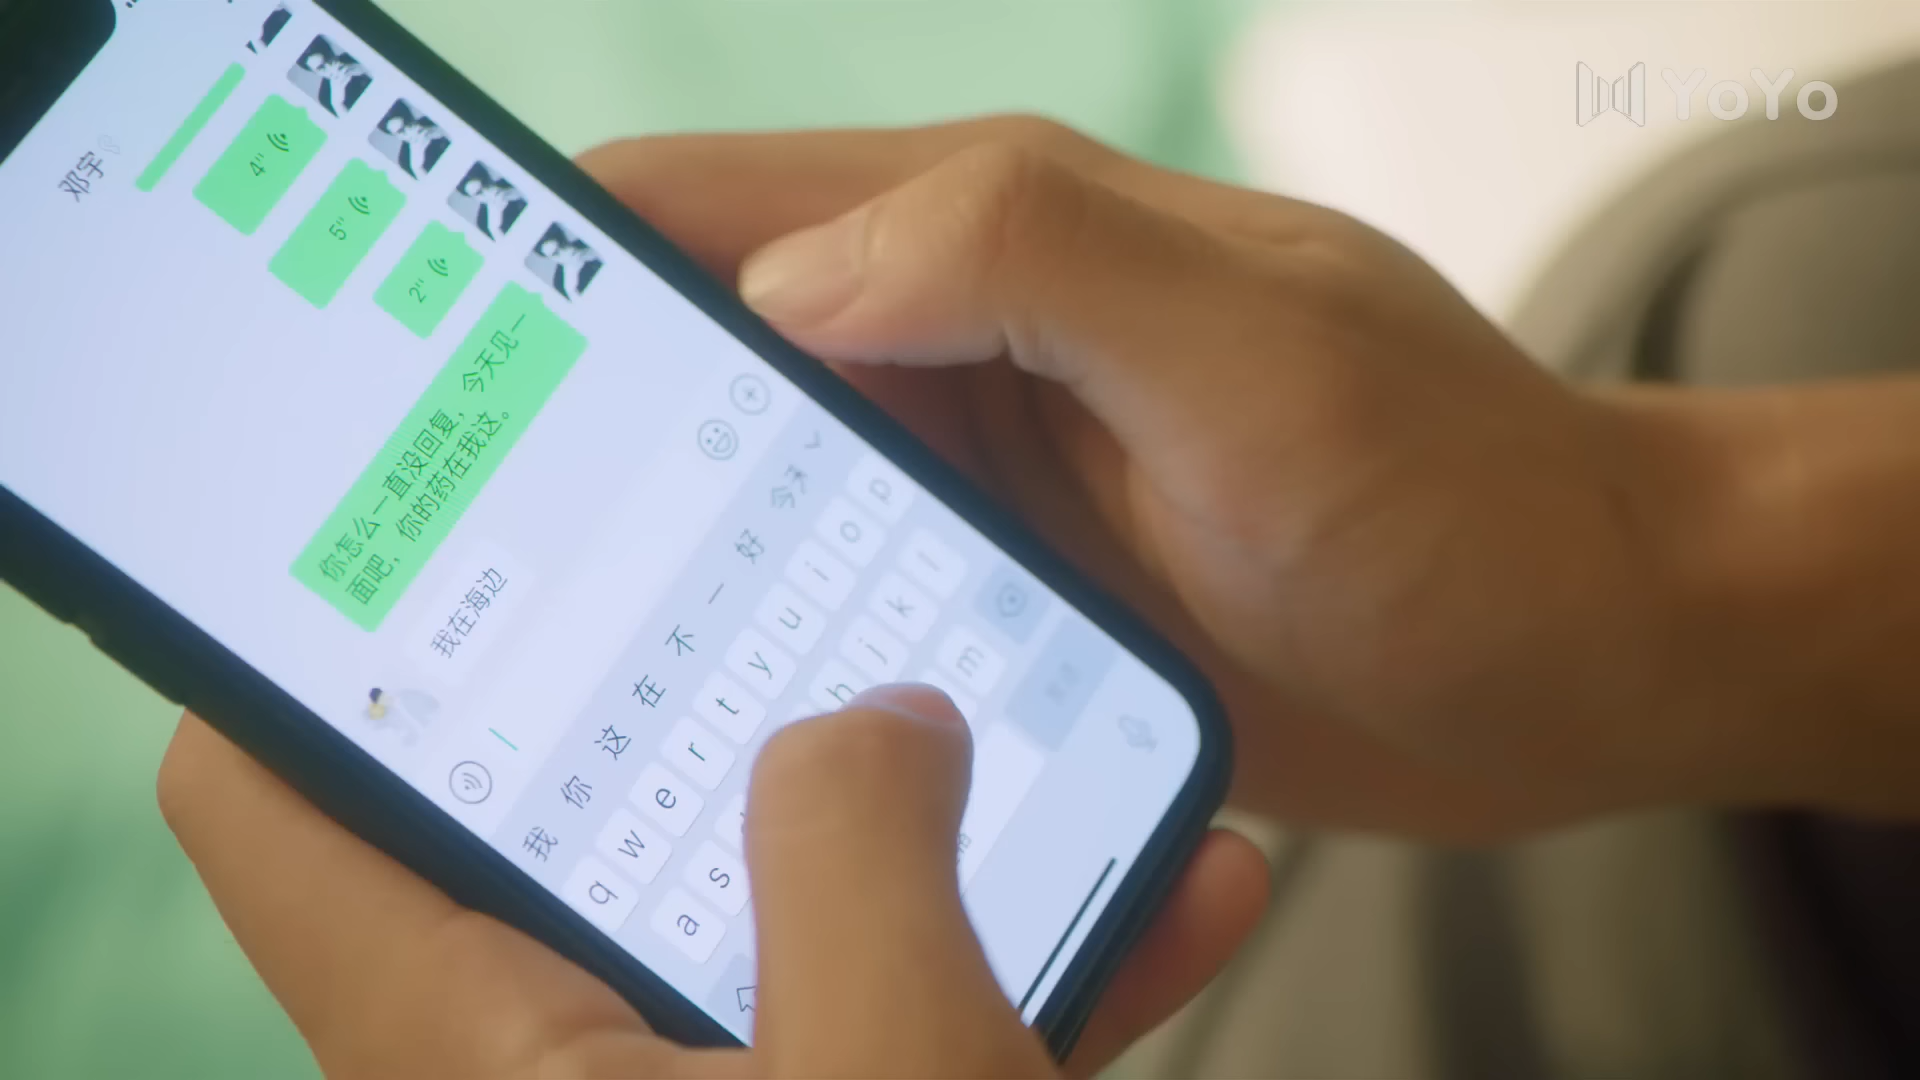 YoYo
邓宇
4"
5"
2"
你怎么一直没回复，今天见一
面吧，你的药在我这。
我在海边
我 你 这 在 不 一 好 今天
q w e r t y u i o p
a s h j k l
m